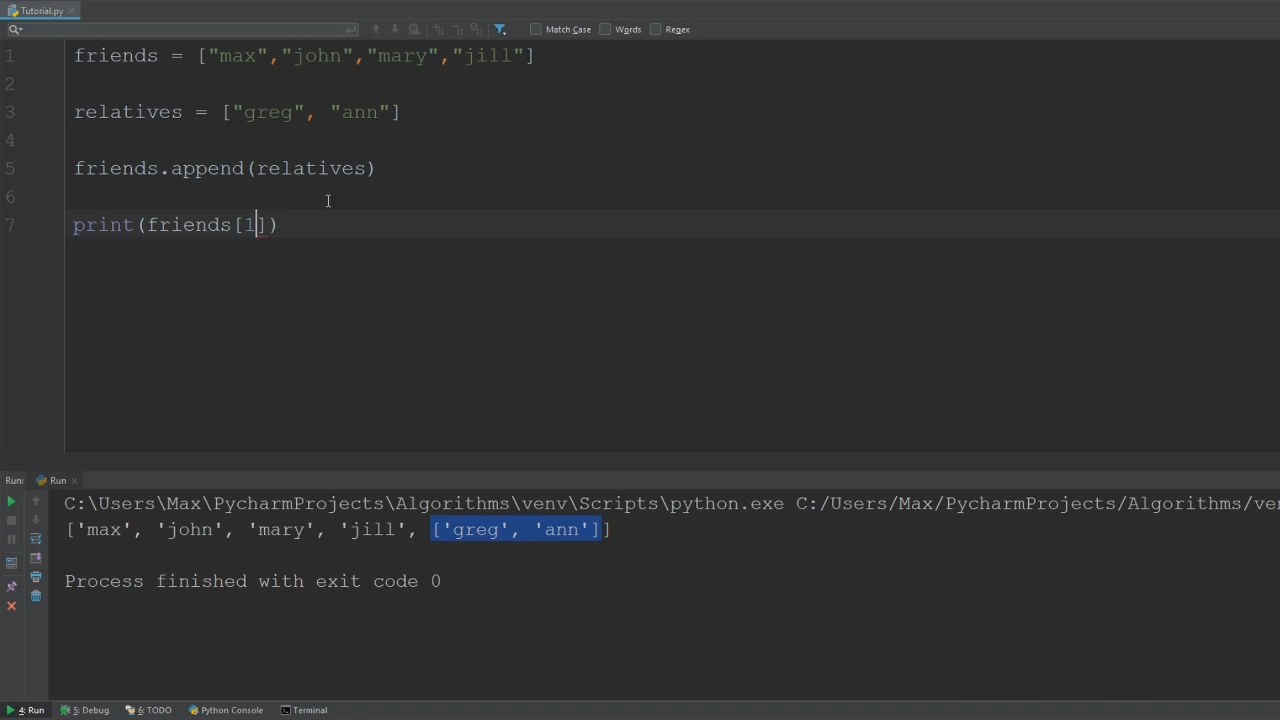 Tutorial.py
Match Case Words Regex
1 friends = ["max","john","mary","jill"]
2
3 relatives = ["greg", "ann"]
4
5 friends.append(relatives)
6
7 print(friends[1])
Run: Run
C:\Users\Max\PycharmProjects\Algorithms\venv\Scripts\python.exe C:/Users/Max/PycharmProjects/Algorithms/ven
['max', 'john', 'mary', 'jill', ['greg', 'ann']]
Process finished with exit code 0
4: Run 5: Debug 6: TODO Python Console Terminal